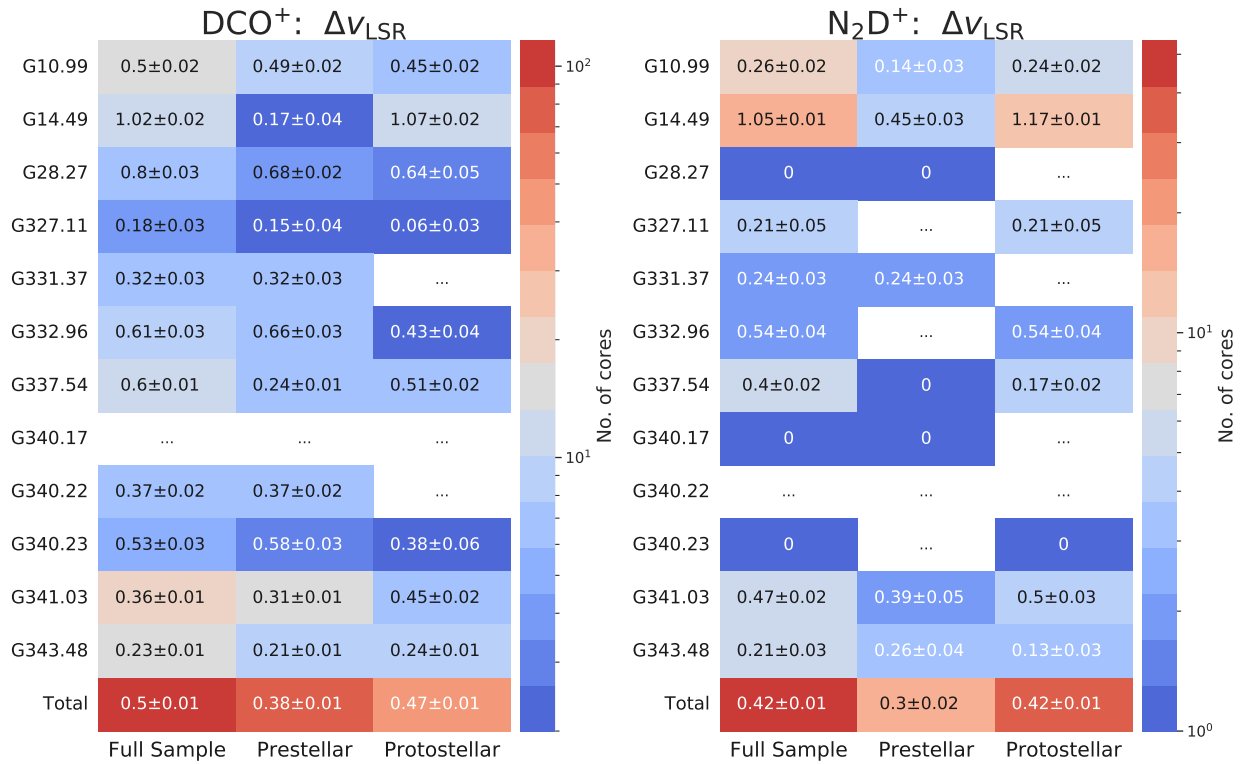 DCO⁺: Δv_LSR
G10.99 0.5±0.02 0.49±0.02 0.45±0.02
G14.49 1.02±0.02 0.17±0.04 1.07±0.02
G28.27 0.8±0.03 0.68±0.02 0.64±0.05
G327.11 0.18±0.03 0.15±0.04 0.06±0.03
G331.37 0.32±0.03 0.32±0.03 ...
G332.96 0.61±0.03 0.66±0.03 0.43±0.04
G337.54 0.6±0.01 0.24±0.01 0.51±0.02
G340.17 ... ... ...
G340.22 0.37±0.02 0.37±0.02 ...
G340.23 0.53±0.03 0.58±0.03 0.38±0.06
G341.03 0.36±0.01 0.31±0.01 0.45±0.02
G343.48 0.23±0.01 0.21±0.01 0.24±0.01
Total 0.5±0.01 0.38±0.01 0.47±0.01
Full Sample Prestellar Protostellar
10²
10¹
No. of cores
N₂D⁺: Δv_LSR
G10.99 0.26±0.02 0.14±0.03 0.24±0.02
G14.49 1.05±0.01 0.45±0.03 1.17±0.01
G28.27 0 0 ...
G327.11 0.21±0.05 ... 0.21±0.05
G331.37 0.24±0.03 0.24±0.03 ...
G332.96 0.54±0.04 ... 0.54±0.04
G337.54 0.4±0.02 0 0.17±0.02
G340.17 0 0 ...
G340.22 ... ... ...
G340.23 0 ... 0
G341.03 0.47±0.02 0.39±0.05 0.5±0.03
G343.48 0.21±0.03 0.26±0.04 0.13±0.03
Total 0.42±0.01 0.3±0.02 0.42±0.01
Full Sample Prestellar Protostellar
10¹
10⁰
No. of cores